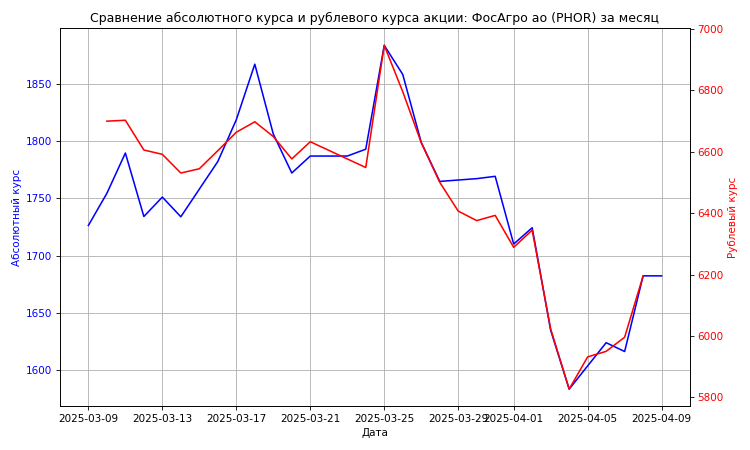 Сравнение абсолютного курса и рублевого курса акции: ФосАгро ао (PHOR) за месяц
Абсолютный курс
1850
1800
1750
1700
1650
1600
7000
6800
6600
6400
6200
6000
5800
Рублевый курс
2025-03-09 2025-03-13 2025-03-17 2025-03-21 2025-03-25 2025-03-29 2025-04-01 2025-04-05 2025-04-09
Дата